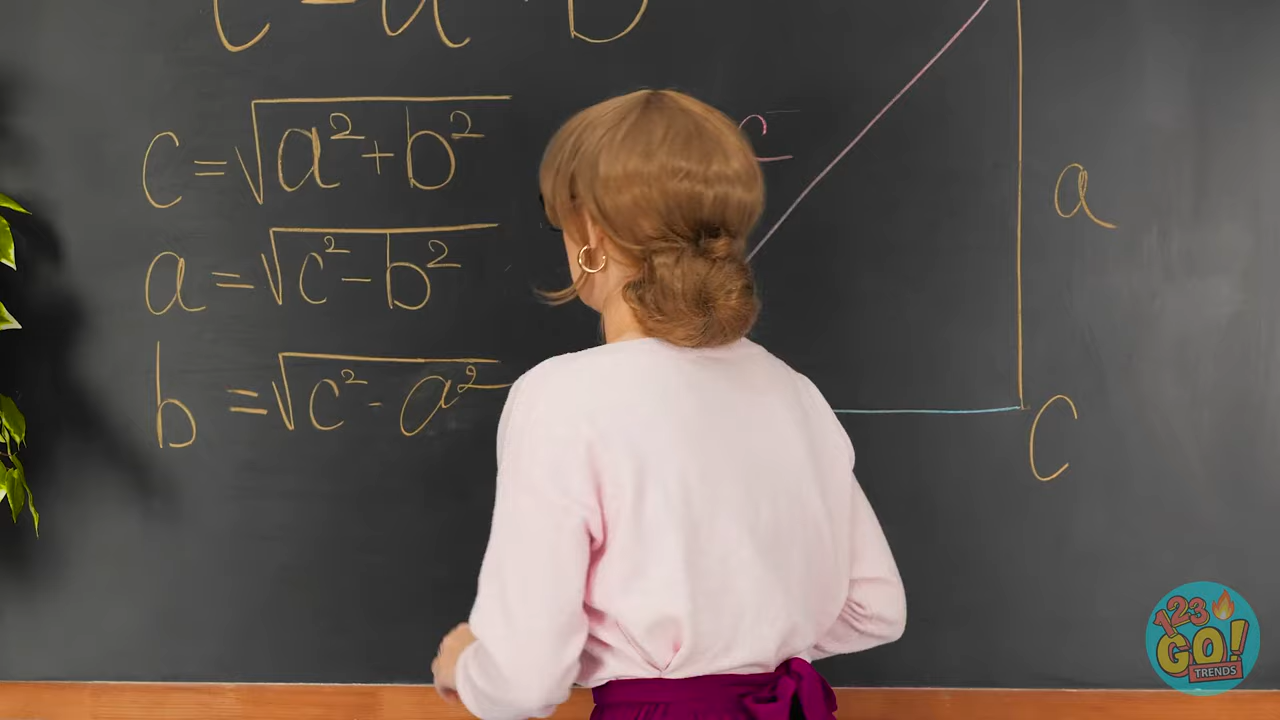 c = √a²+b²
a = √c²-b²
b = √c²-a²
c
a
C
123
GO!
TRENDS